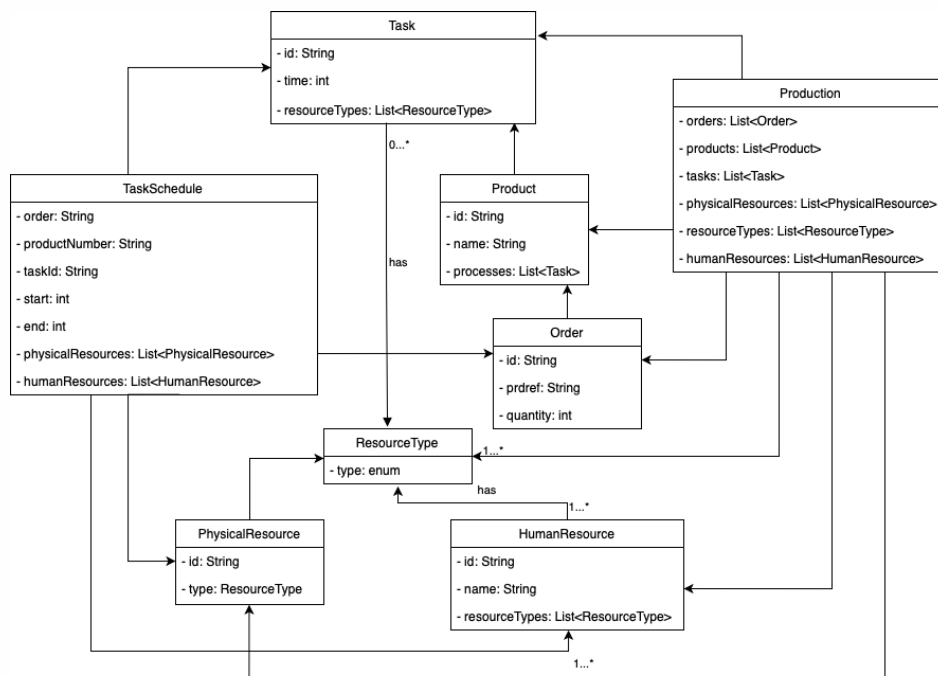 Task
- id: String
- time: int
- resourceTypes: List<ResourceType>
Production
- orders: List<Order>
- products: List<Product>
- tasks: List<Task>
- physicalResources: List<PhysicalResource>
- resourceTypes: List<ResourceType>
- humanResources: List<HumanResource>
0...*
TaskSchedule
- order: String
- productNumber: String
- taskId: String
- start: int
- end: int
- physicalResources: List<PhysicalResource>
- humanResources: List<HumanResource>
Product
- id: String
- name: String
- processes: List<Task>
has
Order
- id: String
- prdref: String
- quantity: int
ResourceType
- type: enum
1...*
has
1...*
PhysicalResource
- id: String
- type: ResourceType
HumanResource
- id: String
- name: String
- resourceTypes: List<ResourceType>
1...*